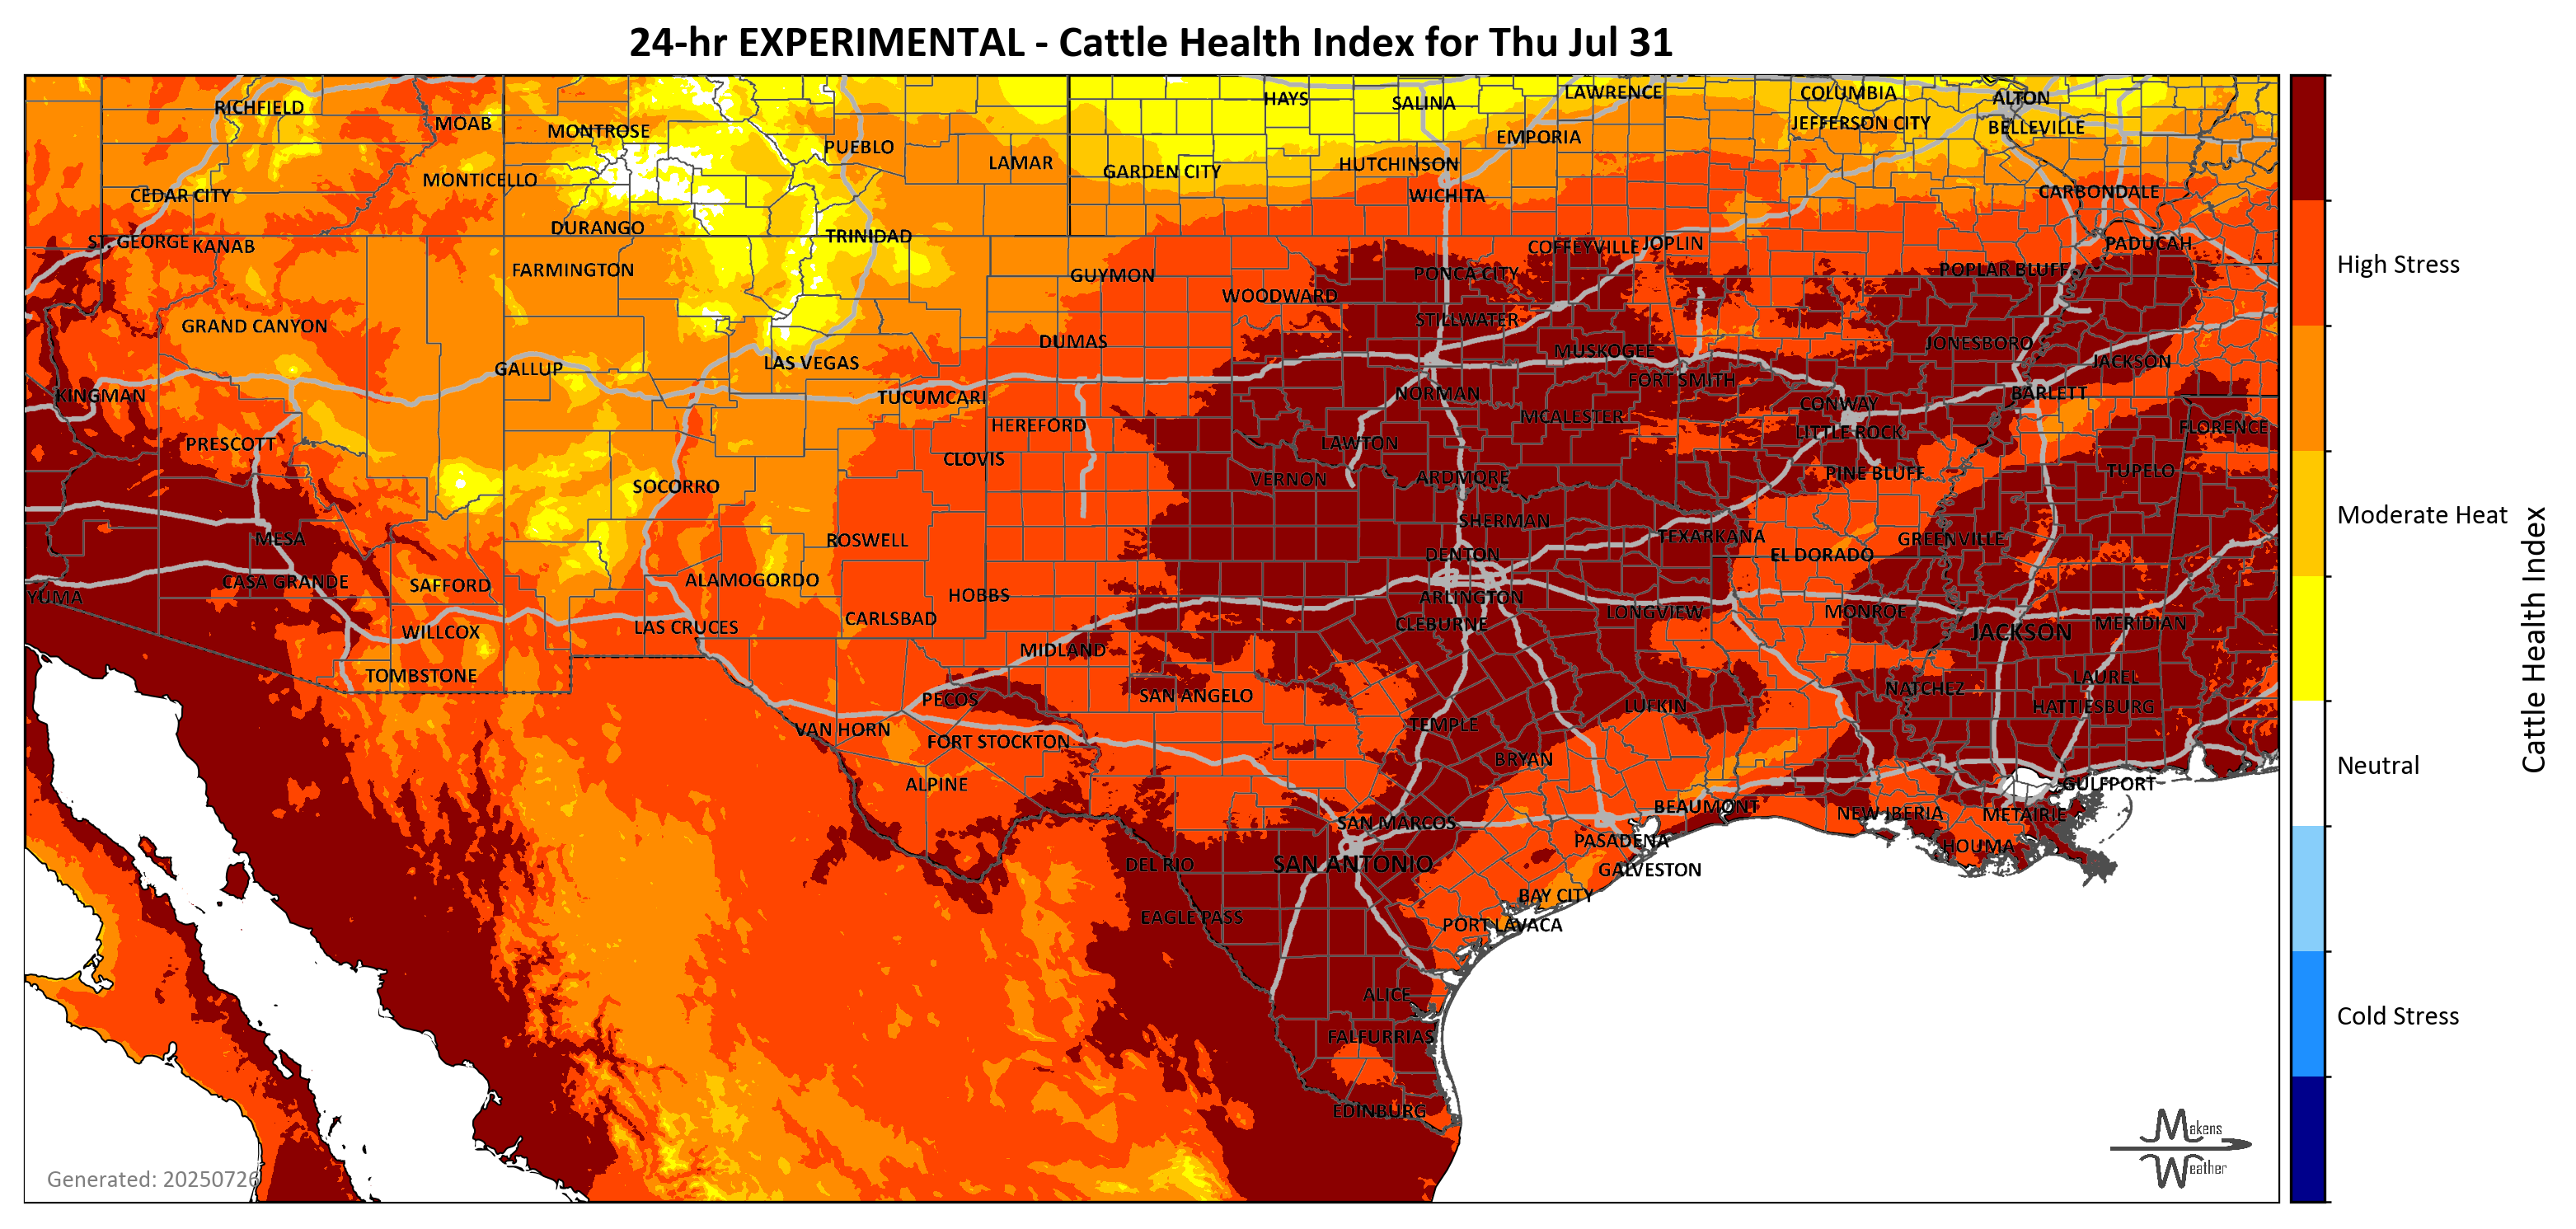 24-hr EXPERIMENTAL - Cattle Health Index for Thu Jul 31
RICHFIELD
MOAB
MONTROSE
PUEBLO
LAMAR
HAYS
SALINA
LAWRENCE
COLUMBIA
ALTON
JEFFERSON CITY
BELLEVILLE
EMPORIA
HUTCHINSON
GARDEN CITY
MONTICELLO
CEDAR CITY
WICHITA
CARBONDALE
DURANGO
TRINIDAD
ST. GEORGE
KANAB
COFFEYVILLE
JOPLIN
PADUCAH
FARMINGTON
GUYMON
PONCA CITY
POPLAR BLUFF
WOODWARD
GRAND CANYON
STILLWATER
DUMAS
MUSKOGEE
JONESBORO
JACKSON
GALLUP
LAS VEGAS
FORT SMITH
KINGMAN
TUCUMCARI
NORMAN
BARLETT
CONWAY
MCALESTER
HEREFORD
FLORENCE
LITTLE ROCK
PRESCOTT
LAWTON
CLOVIS
TUPELO
PINE BLUFF
VERNON
ARDMORE
SOCORRO
SHERMAN
MESA
ROSWELL
TEXARKANA
GREENVILLE
DENTON
EL DORADO
CASA GRANDE
SAFFORD
ALAMOGORDO
HOBBS
YUMA
ARLINGTON
LONGVIEW
MONROE
CARLSBAD
CLEBURNE
MERIDIAN
LAS CRUCES
WILLCOX
JACKSON
MIDLAND
TOMBSTONE
LAUREL
NATCHEZ
PECOS
SAN ANGELO
LUFKIN
HATTIESBURG
TEMPLE
VAN HORN
FORT STOCKTON
BRYAN
ALPINE
GULFPORT
BEAUMONT
NEW IBERIA
METAIRIE
SAN MARCOS
PASADENA
HOUMA
DEL RIO
SAN ANTONIO
GALVESTON
BAY CITY
EAGLE PASS
PORT LAVACA
ALICE
FALFURRIAS
EDINBURG
Generated: 20250726
Makens
Weather
High Stress
Moderate Heat
Neutral
Cold Stress
Cattle Health Index